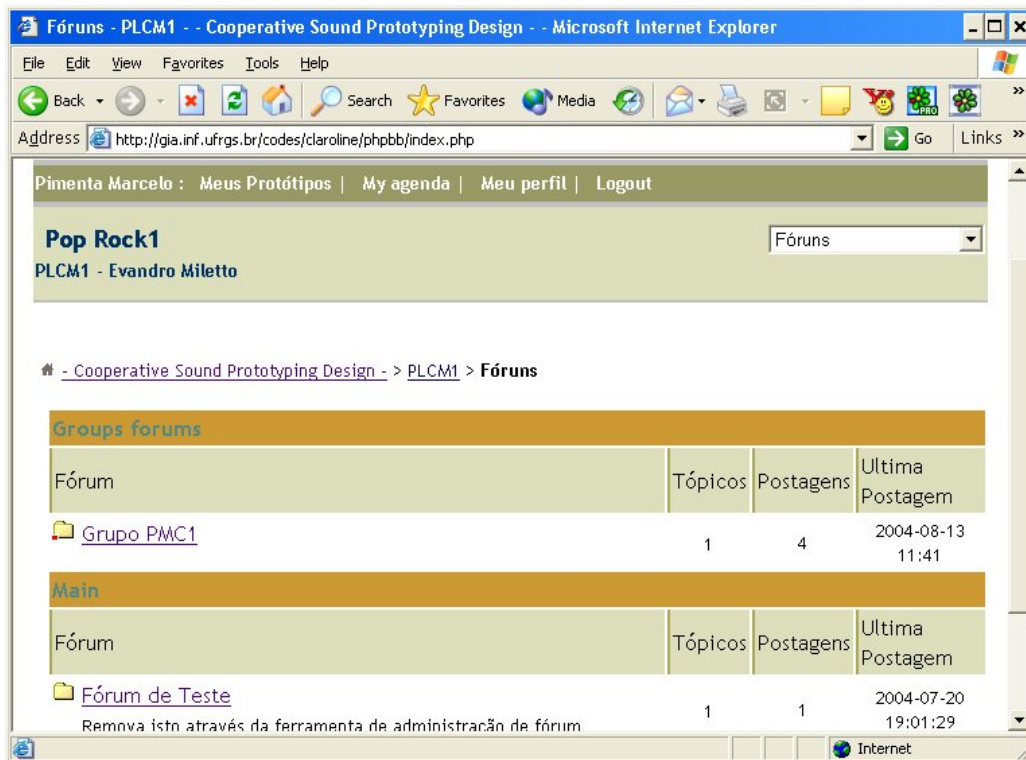 Fóruns - PLCM1 - - Cooperative Sound Prototyping Design - - Microsoft Internet Explorer
File Edit View Favorites Tools Help
Back Search Favorites Media PRO »
Address http://gia.inf.ufrgs.br/codes/claroline/phpbb/index.php Go Links »
Pimenta Marcelo : Meus Protótipos | My agenda | Meu perfil | Logout
Pop Rock1 Fóruns
PLCM1 - Evandro Miletto
- Cooperative Sound Prototyping Design - > PLCM1 > Fóruns
Groups forums
Fórum Tópicos Postagens Ultima Postagem
Grupo PMC1 1 4 2004-08-13 11:41
Main
Fórum Tópicos Postagens Ultima Postagem
Fórum de Teste 1 1 2004-07-20 19:01:29
Remova isto através da ferramenta de administração de fórum
Internet